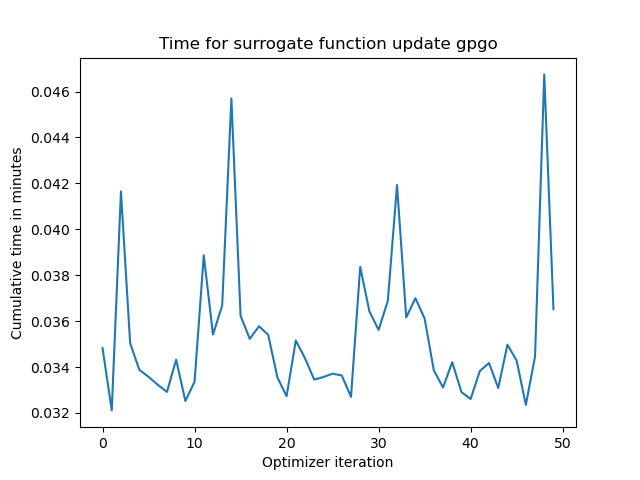 Time for surrogate function update gpgo
Cumulative time in minutes
0.046
0.044
0.042
0.040
0.038
0.036
0.034
0.032
0 10 20 30 40 50
Optimizer iteration